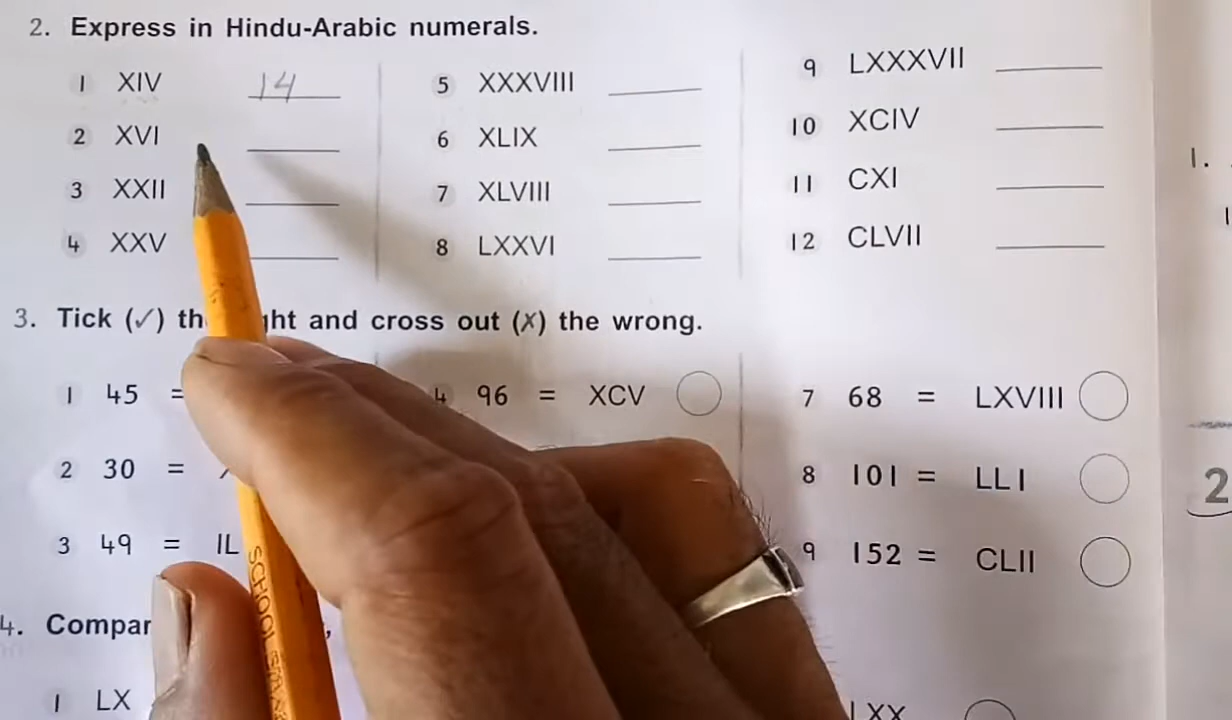 2. Express in Hindu-Arabic numerals.
1 XIV 14
2 XVI
3 XXII
4 XXV
5 XXXVIII
6 XLIX
7 XLVIII
8 LXXVI
9 LXXXVII
10 XCIV
11 CXI
12 CLVII
3. Tick (✓) and cross out (✗) the wrong.
1 45 =
2 30 =
3 49 = IL
4 96 = XCV
7 68 = LXVIII
8 101 = LLI
9 152 = CLII
4.
1 LX
LXX
1.
2
SCHOOL